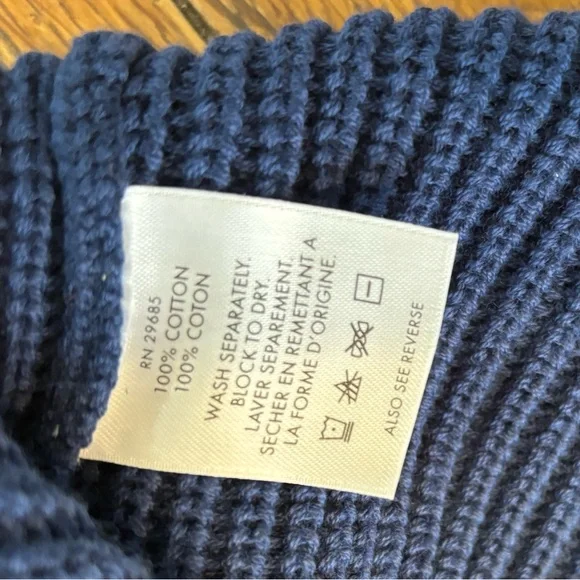 RN 29685
100% COTTON
100% COTON
WASH SEPARATELY.
BLOCK TO DRY.
LAVER SEPAREMENT.
SECHER EN REMETTANT A
LA FORME D'ORIGINE.
ALSO SEE REVERSE